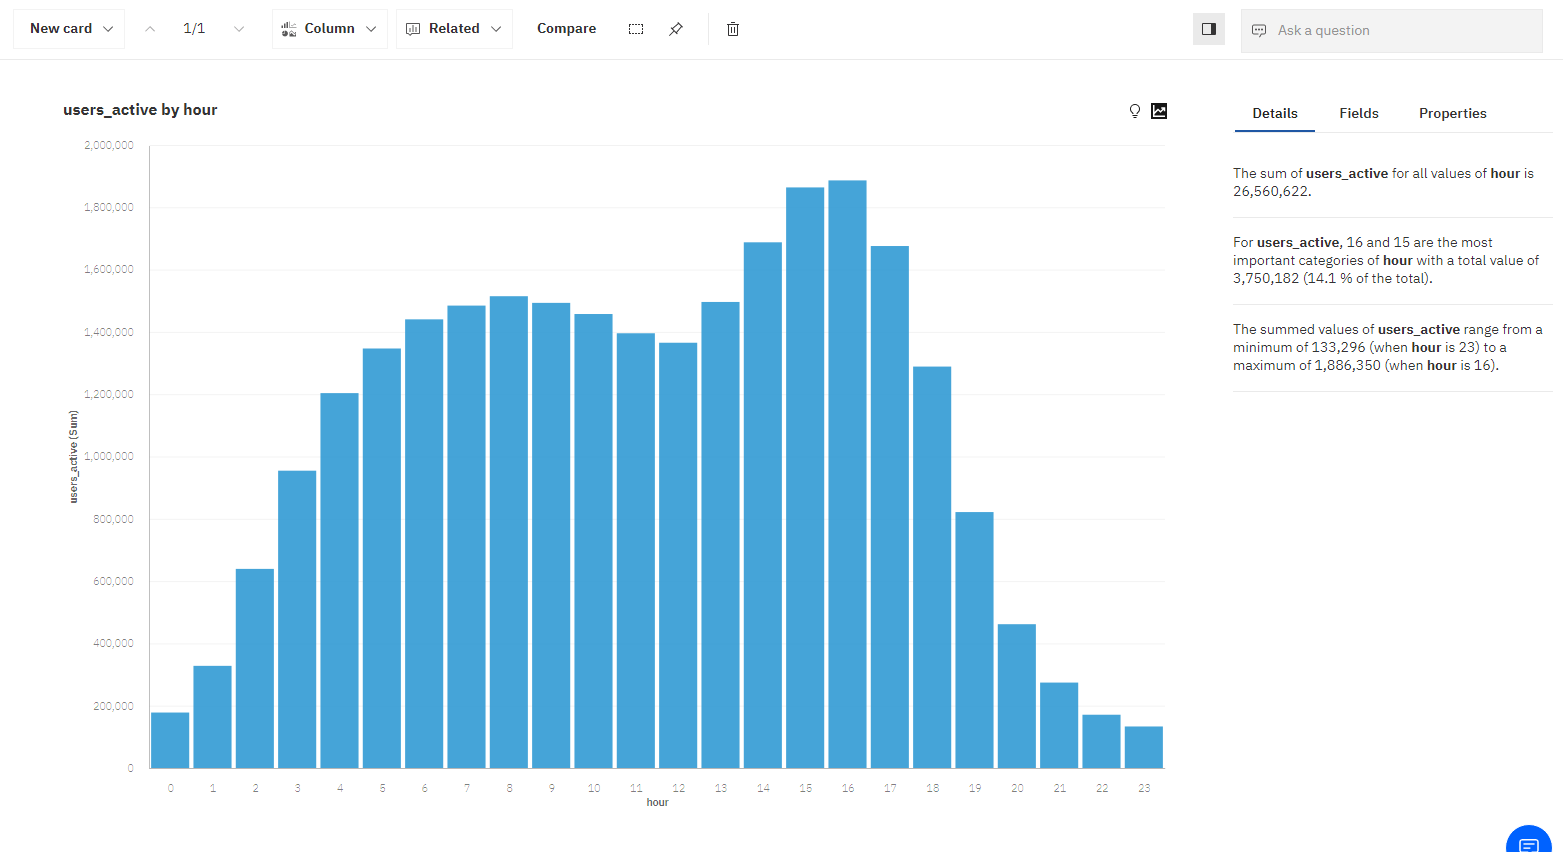 New card
1/1
Column
Related
Compare
Ask a question
users_active by hour
Details
Fields
Properties
2,000,000
1,800,000
1,600,000
1,400,000
1,200,000
1,000,000
800,000
600,000
400,000
200,000
0
users_active (Sum)
0 1 2 3 4 5 6 7 8 9 10 11 12 13 14 15 16 17 18 19 20 21 22 23
hour
The sum of users_active for all values of hour is
26,560,622.
For users_active, 16 and 15 are the most
important categories of hour with a total value of
3,750,182 (14.1 % of the total).
The summed values of users_active range from a
minimum of 133,296 (when hour is 23) to a
maximum of 1,886,350 (when hour is 16).